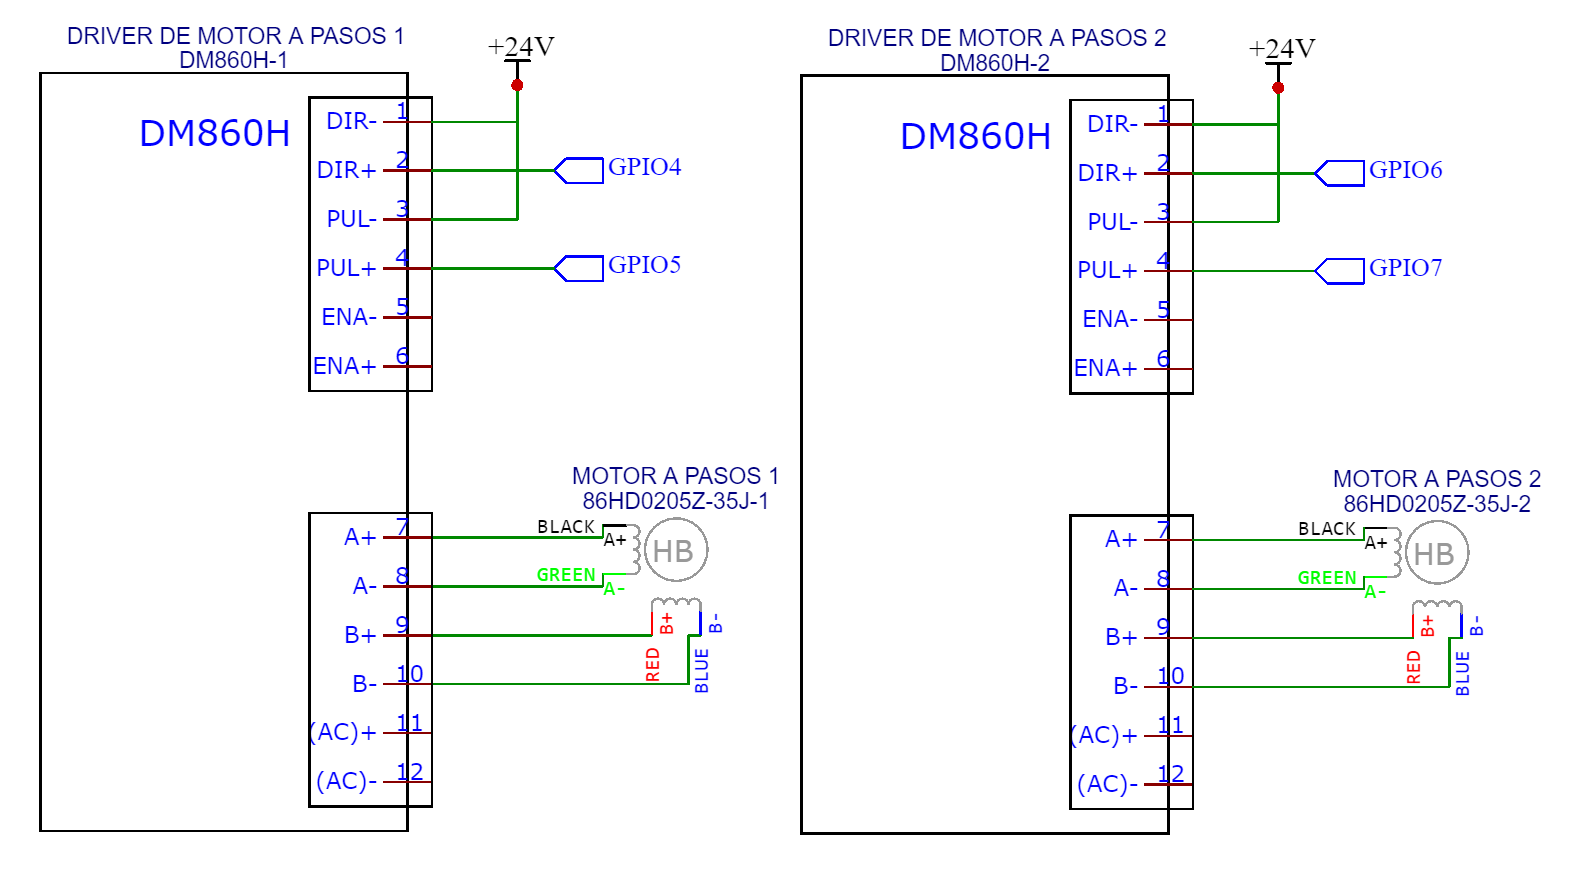 DRIVER DE MOTOR A PASOS 1
DM860H-1
+24V
DM860H
DIR- 1
DIR+ 2 GPIO4
PUL- 3
PUL+ 4 GPIO5
ENA- 5
ENA+ 6
MOTOR A PASOS 1
86HD0205Z-35J-1
A+ 7 BLACK A+ HB
A- 8 GREEN A-
B+ 9 RED B+ B-
B- 10 BLUE
(AC)+ 11
(AC)- 12
DRIVER DE MOTOR A PASOS 2
DM860H-2
+24V
DM860H
DIR- 1
DIR+ 2 GPIO6
PUL- 3
PUL+ 4 GPIO7
ENA- 5
ENA+ 6
MOTOR A PASOS 2
86HD0205Z-35J-2
A+ 7 BLACK A+ HB
A- 8 GREEN A-
B+ 9 RED B+ B-
B- 10 BLUE
(AC)+ 11
(AC)- 12